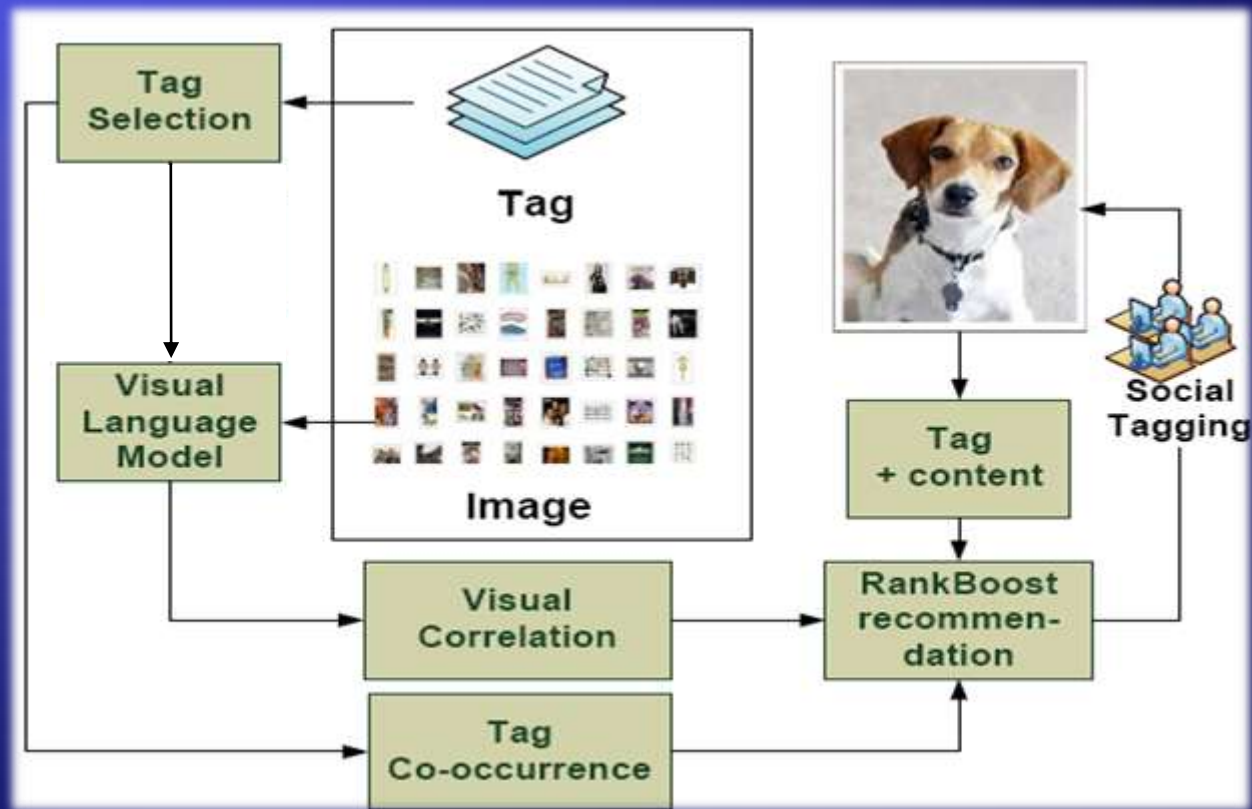 Tag
Selection
Tag
Image
Visual
Language
Model
Visual
Correlation
Tag
Co-occurrence
Tag
+ content
RankBoost
recommen-
dation
Social
Tagging